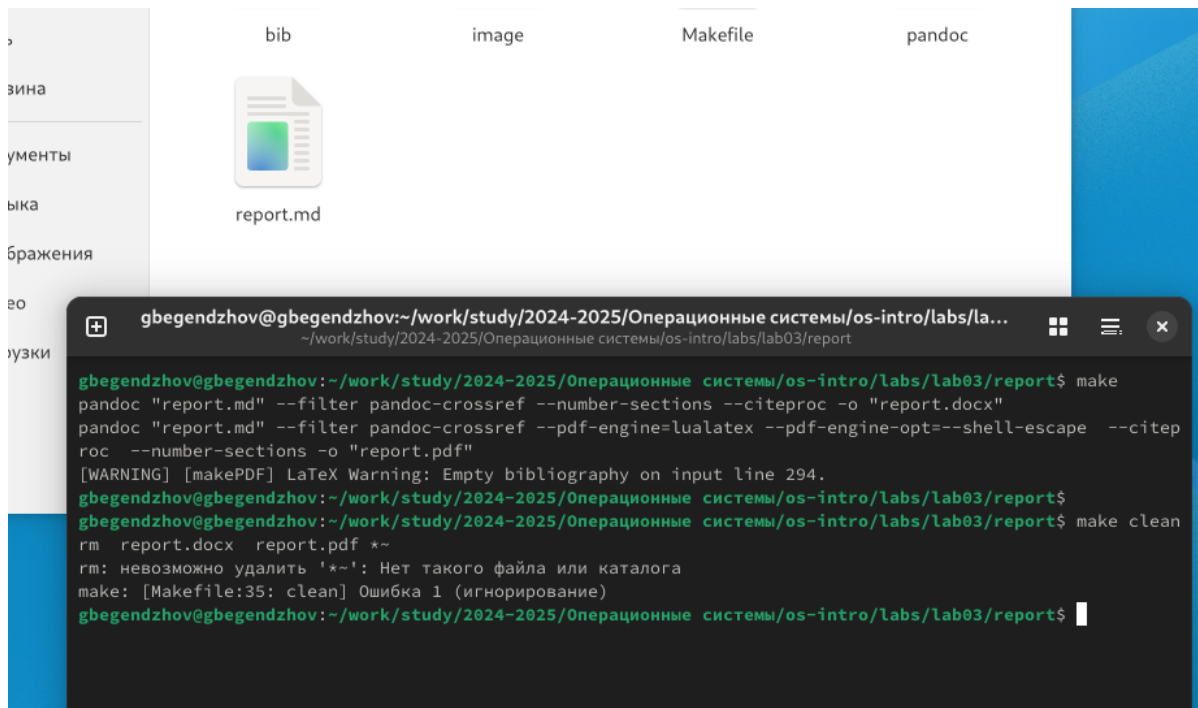 bib image Makefile pandoc
зина
ументы
report.md
ыка
бражения
ео
gbegendzhov@gbegendzhov:~/work/study/2024-2025/Операционные системы/os-intro/labs/la...
~/work/study/2024-2025/Операционные системы/os-intro/labs/lab03/report
рузки
gbegendzhov@gbegendzhov:~/work/study/2024-2025/Операционные системы/os-intro/labs/lab03/report$ make
pandoc "report.md" --filter pandoc-crossref --number-sections --citeproc -o "report.docx"
pandoc "report.md" --filter pandoc-crossref --pdf-engine=lualatex --pdf-engine-opt=--shell-escape  --citep
roc  --number-sections -o "report.pdf"
[WARNING] [makePDF] LaTeX Warning: Empty bibliography on input line 294.
gbegendzhov@gbegendzhov:~/work/study/2024-2025/Операционные системы/os-intro/labs/lab03/report$
gbegendzhov@gbegendzhov:~/work/study/2024-2025/Операционные системы/os-intro/labs/lab03/report$ make clean
rm  report.docx  report.pdf *~
rm: невозможно удалить '*~': Нет такого файла или каталога
make: [Makefile:35: clean] Ошибка 1 (игнорирование)
gbegendzhov@gbegendzhov:~/work/study/2024-2025/Операционные системы/os-intro/labs/lab03/report$